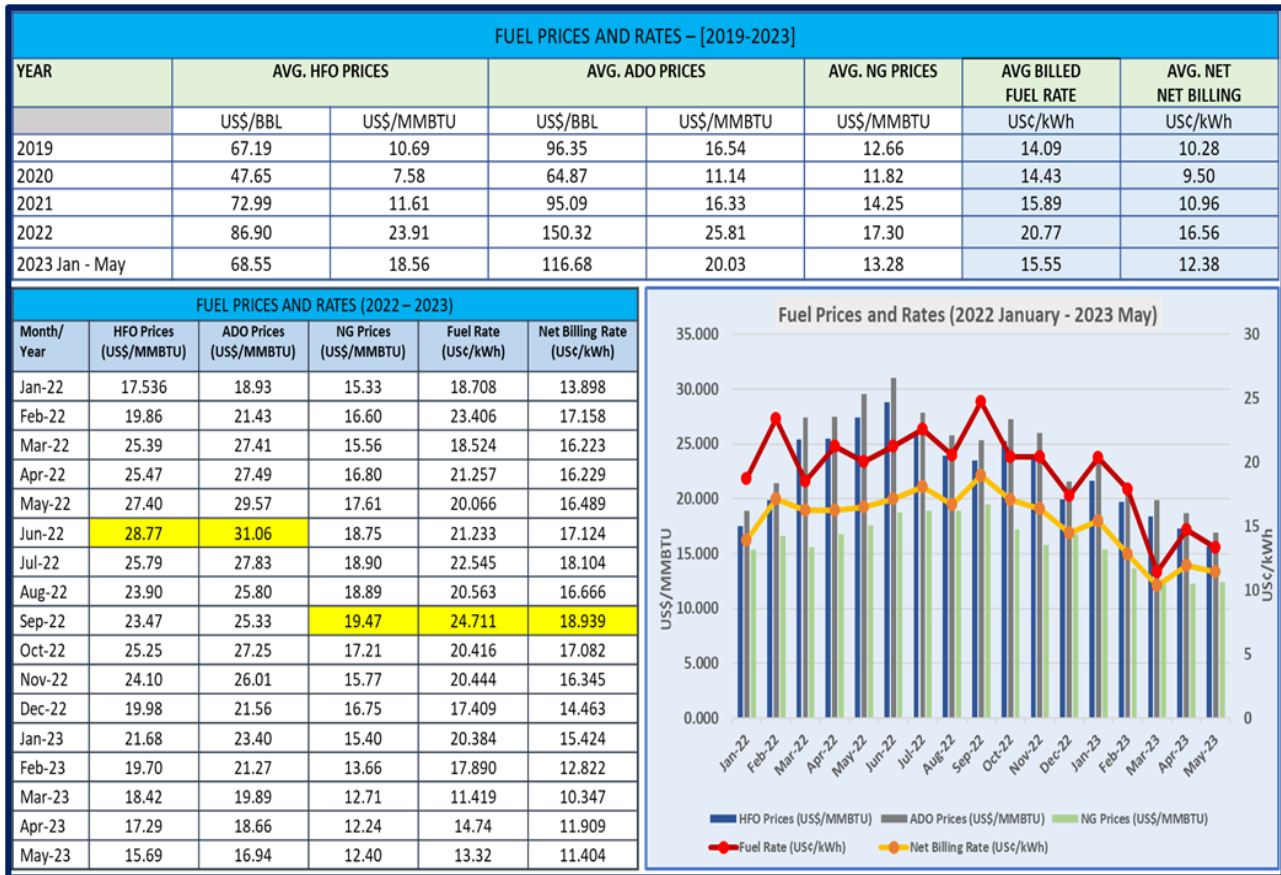 FUEL PRICES AND RATES – [2019-2023]
YEAR AVG. HFO PRICES AVG. ADO PRICES AVG. NG PRICES AVG BILLED FUEL RATE AVG. NET NET BILLING
US$/BBL US$/MMBTU US$/BBL US$/MMBTU US$/MMBTU US¢/kWh US¢/kWh
2019 67.19 10.69 96.35 16.54 12.66 14.09 10.28
2020 47.65 7.58 64.87 11.14 11.82 14.43 9.50
2021 72.99 11.61 95.09 16.33 14.25 15.89 10.96
2022 86.90 23.91 150.32 25.81 17.30 20.77 16.56
2023 Jan - May 68.55 18.56 116.68 20.03 13.28 15.55 12.38
FUEL PRICES AND RATES (2022 – 2023)
Month/ Year HFO Prices (US$/MMBTU) ADO Prices (US$/MMBTU) NG Prices (US$/MMBTU) Fuel Rate (US¢/kWh) Net Billing Rate (US¢/kWh)
Jan-22 17.536 18.93 15.33 18.708 13.898
Feb-22 19.86 21.43 16.60 23.406 17.158
Mar-22 25.39 27.41 15.56 18.524 16.223
Apr-22 25.47 27.49 16.80 21.257 16.229
May-22 27.40 29.57 17.61 20.066 16.489
Jun-22 28.77 31.06 18.75 21.233 17.124
Jul-22 25.79 27.83 18.90 22.545 18.104
Aug-22 23.90 25.80 18.89 20.563 16.666
Sep-22 23.47 25.33 19.47 24.711 18.939
Oct-22 25.25 27.25 17.21 20.416 17.082
Nov-22 24.10 26.01 15.77 20.444 16.345
Dec-22 19.98 21.56 16.75 17.409 14.463
Jan-23 21.68 23.40 15.40 20.384 15.424
Feb-23 19.70 21.27 13.66 17.890 12.822
Mar-23 18.42 19.89 12.71 11.419 10.347
Apr-23 17.29 18.66 12.24 14.74 11.909
May-23 15.69 16.94 12.40 13.32 11.404
Fuel Prices and Rates (2022 January - 2023 May)
35.000
30.000
25.000
20.000
15.000
10.000
5.000
0.000
US$/MMBTU
30
25
20
15
10
5
0
US¢/kWh
Jan-22 Feb-22 Mar-22 Apr-22 May-22 Jun-22 Jul-22 Aug-22 Sep-22 Oct-22 Nov-22 Dec-22 Jan-23 Feb-23 Mar-23 Apr-23 May-23
HFO Prices (US$/MMBTU) ADO Prices (US$/MMBTU) NG Prices (US$/MMBTU)
Fuel Rate (US¢/kWh) Net Billing Rate (US¢/kWh)